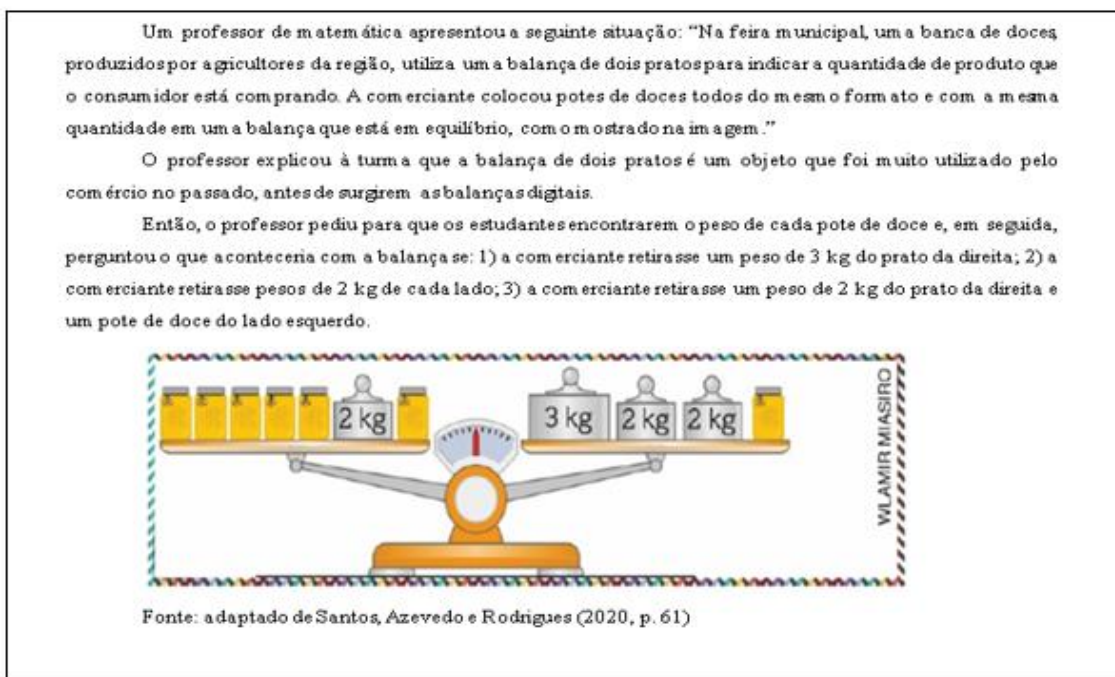 Um professor de matemática apresentou a seguinte situação: “Na feira municipal, uma banca de doces,
produzidos por agricultores da região, utiliza uma balança de dois pratos para indicar a quantidade de produto que
o consumidor está comprando. A comerciante colocou potes de doces todos do mesmo formato e com a mesma
quantidade em uma balança que está em equilíbrio, como mostrado na imagem.”
O professor explicou à turma que a balança de dois pratos é um objeto que foi muito utilizado pelo
comércio no passado, antes de surgirem as balanças digitais.
Então, o professor pediu para que os estudantes encontrarem o peso de cada pote de doce e, em seguida,
perguntou o que aconteceria com a balança se: 1) a comerciante retirasse um peso de 3 kg do prato da direita; 2) a
comerciante retirasse pesos de 2 kg de cada lado; 3) a comerciante retirasse um peso de 2 kg do prato da direita e
um pote de doce do lado esquerdo.
2 kg
3 kg
2 kg
2 kg
WLAMIR MIASIRO
Fonte: adaptado de Santos, Azevedo e Rodrigues (2020, p. 61)